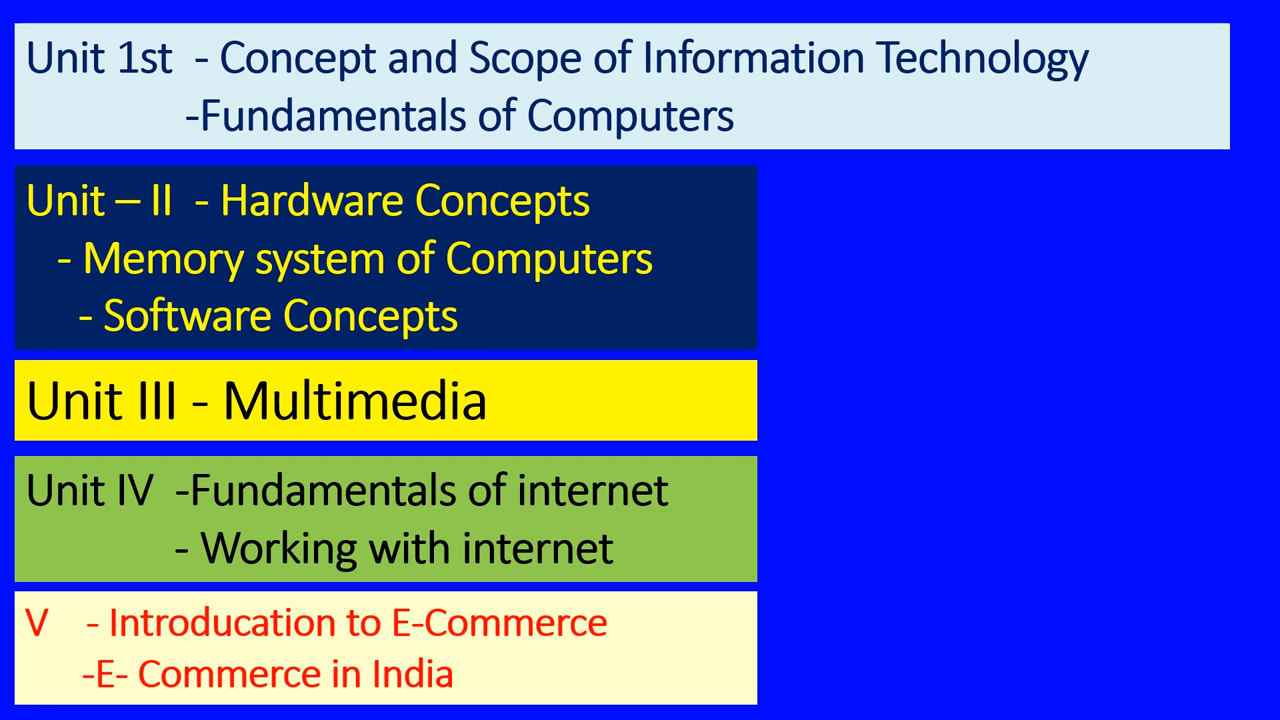 Unit 1st - Concept and Scope of Information Technology
-Fundamentals of Computers
Unit – II - Hardware Concepts
- Memory system of Computers
- Software Concepts
Unit III - Multimedia
Unit IV -Fundamentals of internet
- Working with internet
V - Introducation to E-Commerce
-E- Commerce in India